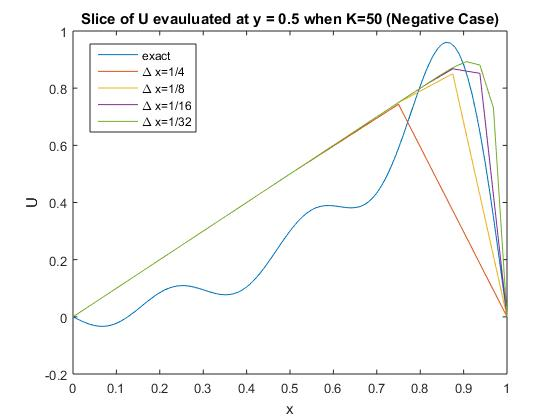 Slice of U evauluated at y = 0.5 when K=50 (Negative Case)
exact
Δ x=1/4
Δ x=1/8
Δ x=1/16
Δ x=1/32
1
0.8
0.6
0.4
0.2
0
-0.2
U
0 0.1 0.2 0.3 0.4 0.5 0.6 0.7 0.8 0.9 1
x